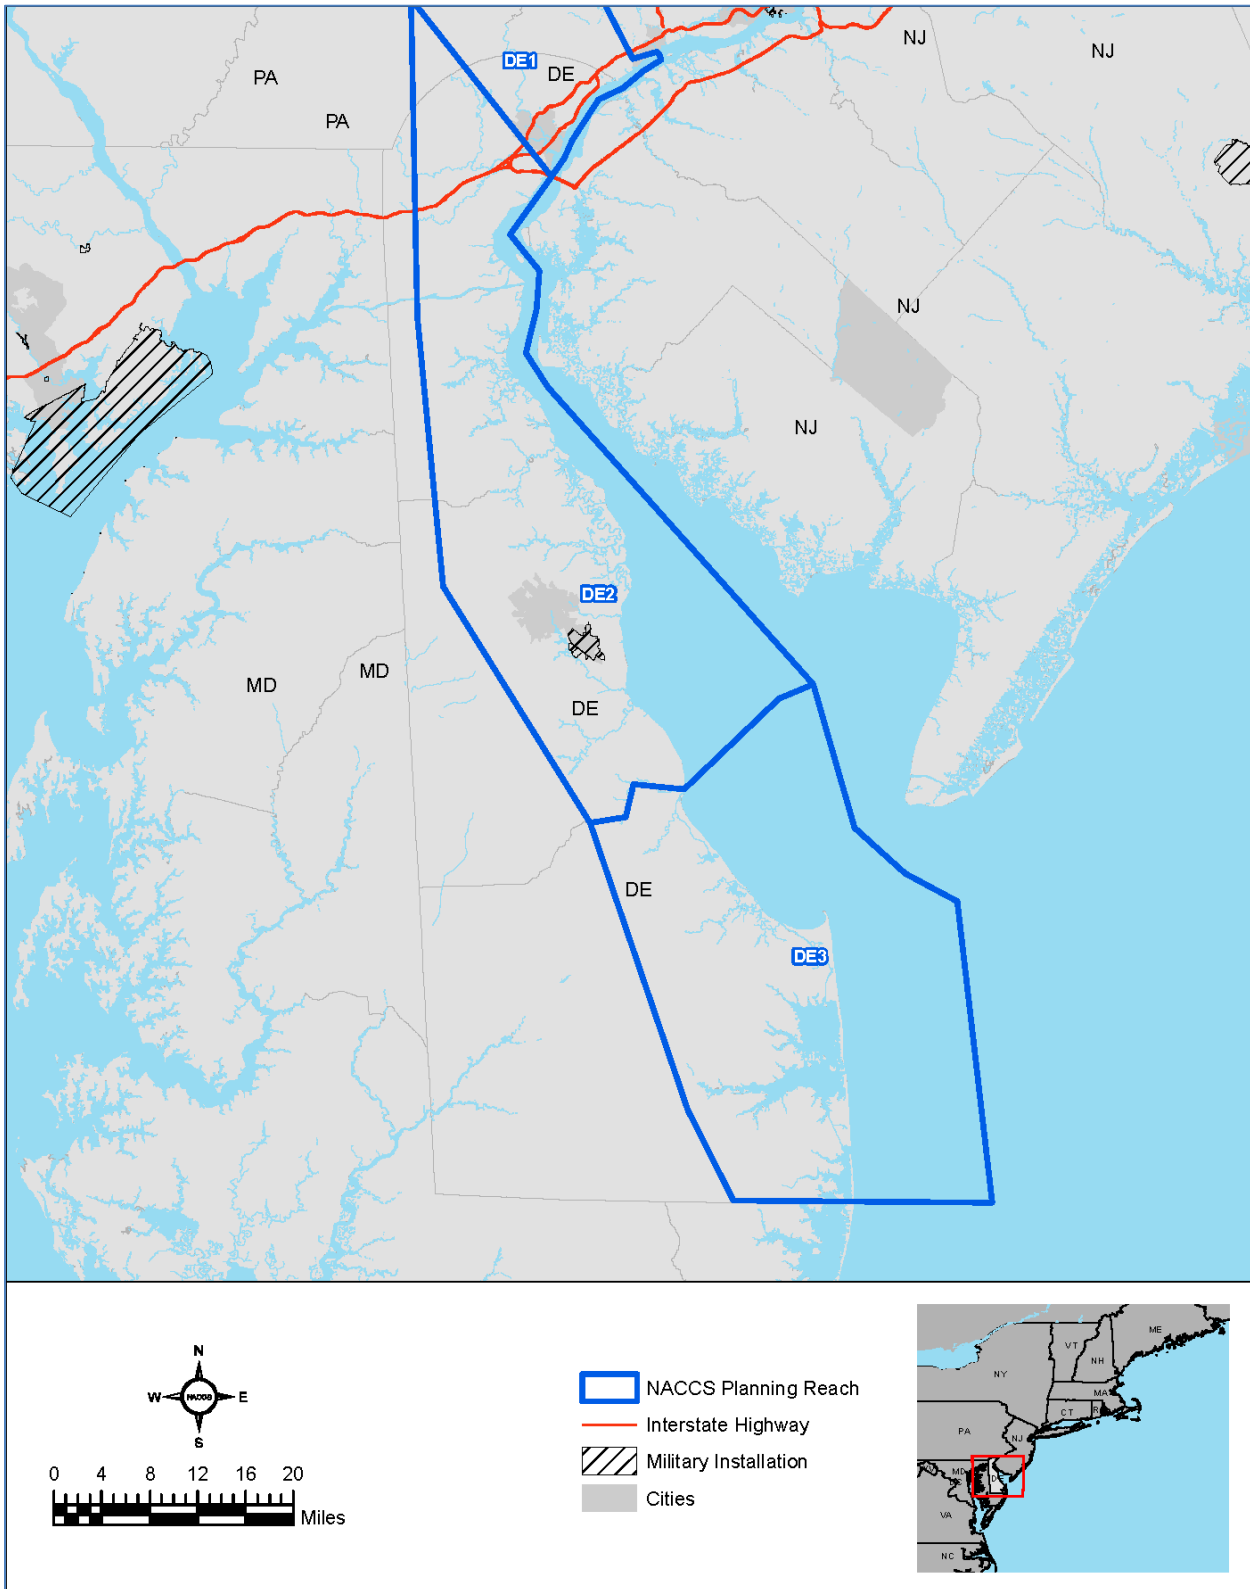 NJ
NJ
DE1
DE
PA
PA
NJ
NJ
DE2
MD
MD
DE
DE
DE3
N
W
NACCS
E
S
0 4 8 12 16 20
Miles
NACCS Planning Reach
Interstate Highway
Military Installation
Cities
ME
VT
NH
NY
MA
CT
PA
NJ
MD
VA
NC